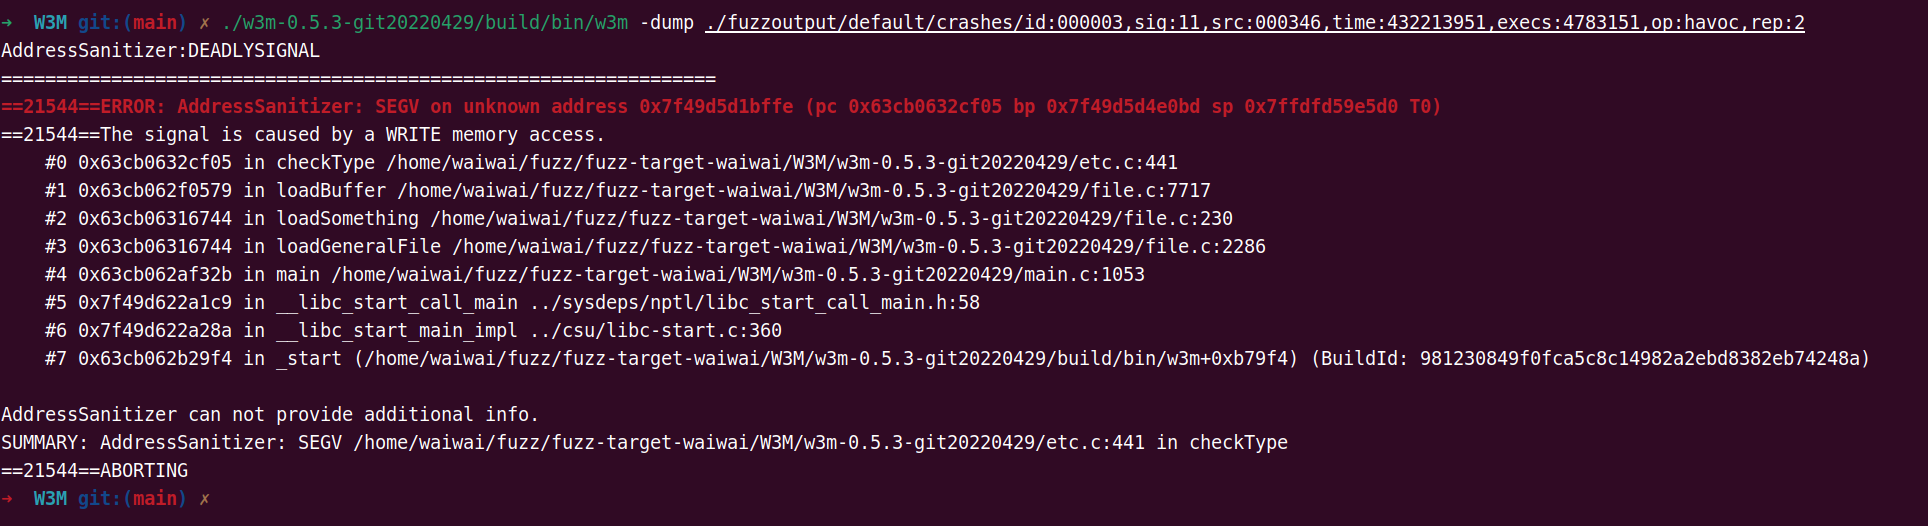 →  W3M git:(main) ✗ ./w3m-0.5.3-git20220429/build/bin/w3m -dump ./fuzzoutput/default/crashes/id:000003,sig:11,src:000346,time:432213951,execs:4783151,op:havoc,rep:2
AddressSanitizer:DEADLYSIGNAL
=================================================================
==21544==ERROR: AddressSanitizer: SEGV on unknown address 0x7f49d5d1bffe (pc 0x63cb0632cf05 bp 0x7f49d5d4e0bd sp 0x7ffdfd59e5d0 T0)
==21544==The signal is caused by a WRITE memory access.
    #0 0x63cb0632cf05 in checkType /home/waiwai/fuzz/fuzz-target-waiwai/W3M/w3m-0.5.3-git20220429/etc.c:441
    #1 0x63cb062f0579 in loadBuffer /home/waiwai/fuzz/fuzz-target-waiwai/W3M/w3m-0.5.3-git20220429/file.c:7717
    #2 0x63cb06316744 in loadSomething /home/waiwai/fuzz/fuzz-target-waiwai/W3M/w3m-0.5.3-git20220429/file.c:230
    #3 0x63cb06316744 in loadGeneralFile /home/waiwai/fuzz/fuzz-target-waiwai/W3M/w3m-0.5.3-git20220429/file.c:2286
    #4 0x63cb062af32b in main /home/waiwai/fuzz/fuzz-target-waiwai/W3M/w3m-0.5.3-git20220429/main.c:1053
    #5 0x7f49d622a1c9 in __libc_start_call_main ../sysdeps/nptl/libc_start_call_main.h:58
    #6 0x7f49d622a28a in __libc_start_main_impl ../csu/libc-start.c:360
    #7 0x63cb062b29f4 in _start (/home/waiwai/fuzz/fuzz-target-waiwai/W3M/w3m-0.5.3-git20220429/build/bin/w3m+0xb79f4) (BuildId: 981230849f0fca5c8c14982a2ebd8382eb74248a)
AddressSanitizer can not provide additional info.
SUMMARY: AddressSanitizer: SEGV /home/waiwai/fuzz/fuzz-target-waiwai/W3M/w3m-0.5.3-git20220429/etc.c:441 in checkType
==21544==ABORTING
→  W3M git:(main) ✗